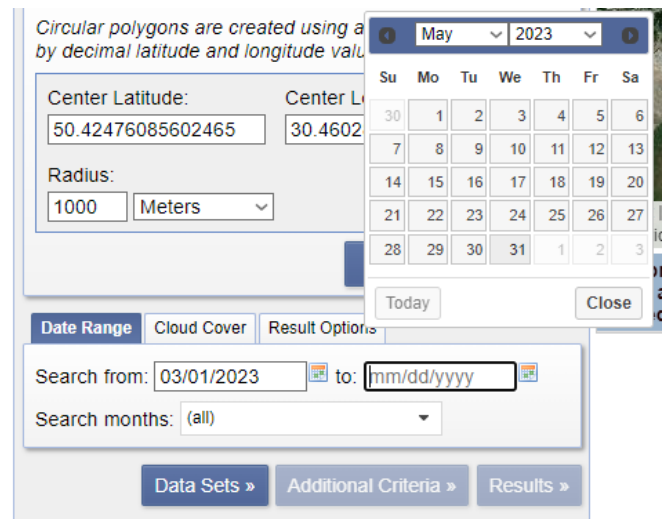 Circular polygons are created using a
by decimal latitude and longitude valu
Center Latitude:
Center L
50.42476085602465
30.4602
Radius:
1000
Meters
May
2023
Su Mo Tu We Th Fr Sa
30 1 2 3 4 5 6
7 8 9 10 11 12 13
14 15 16 17 18 19 20
21 22 23 24 25 26 27
28 29 30 31 1 2 3
Today
Close
Date Range
Cloud Cover
Result Options
Search from: 03/01/2023 to: mm/dd/yyyy
Search months: (all)
Data Sets »
Additional Criteria »
Results »